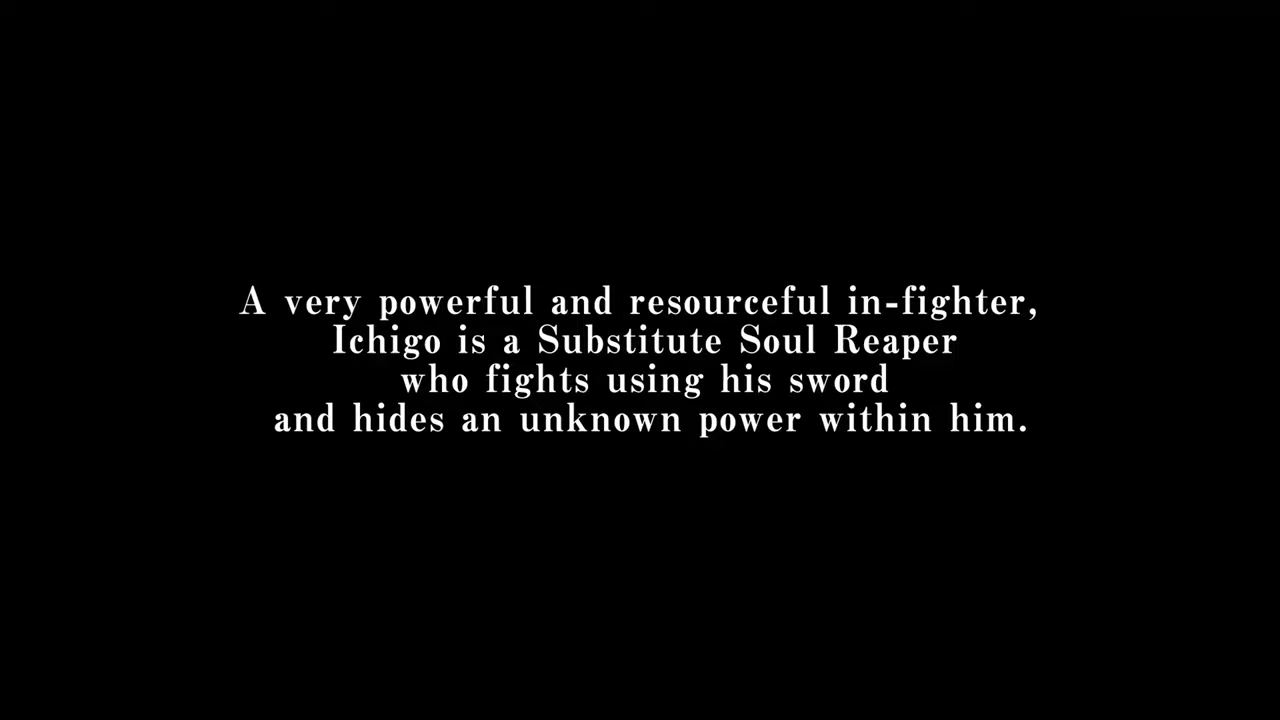 A very powerful and resourceful in-fighter,
Ichigo is a Substitute Soul Reaper
who fights using his sword
and hides an unknown power within him.